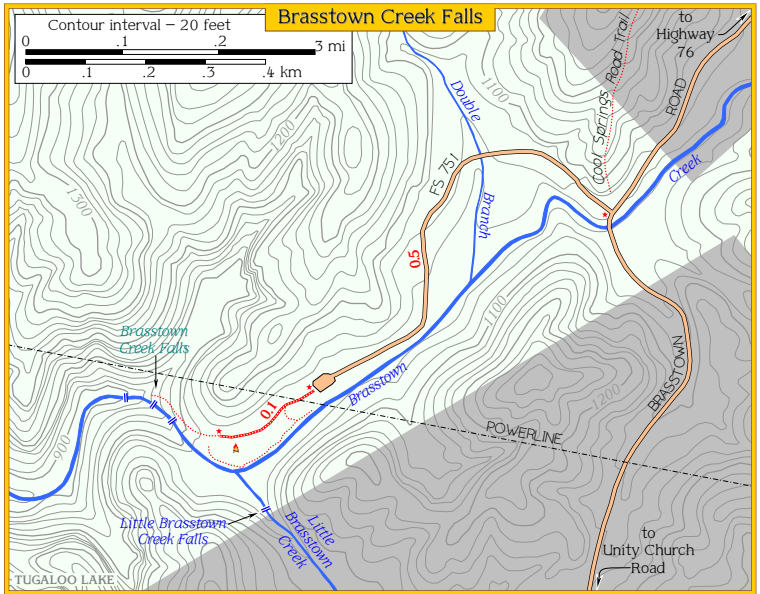 Brasstown Creek Falls
Contour interval – 20 feet
0 .1 .2 3 mi
0 .1 .2 .3 .4 km
to
Highway
76
Cool Springs Road Trail
ROAD
Creek
Double
Branch
1100
1200
1300
FS 751
0.5
1100
Brasstown
Creek Falls
Brasstown
0.1
BRASSTOWN
200
POWERLINE
900
Little Brasstown
Creek Falls
Little
Brasstown
Creek
to
Unity Church
Road
TUGALOO LAKE